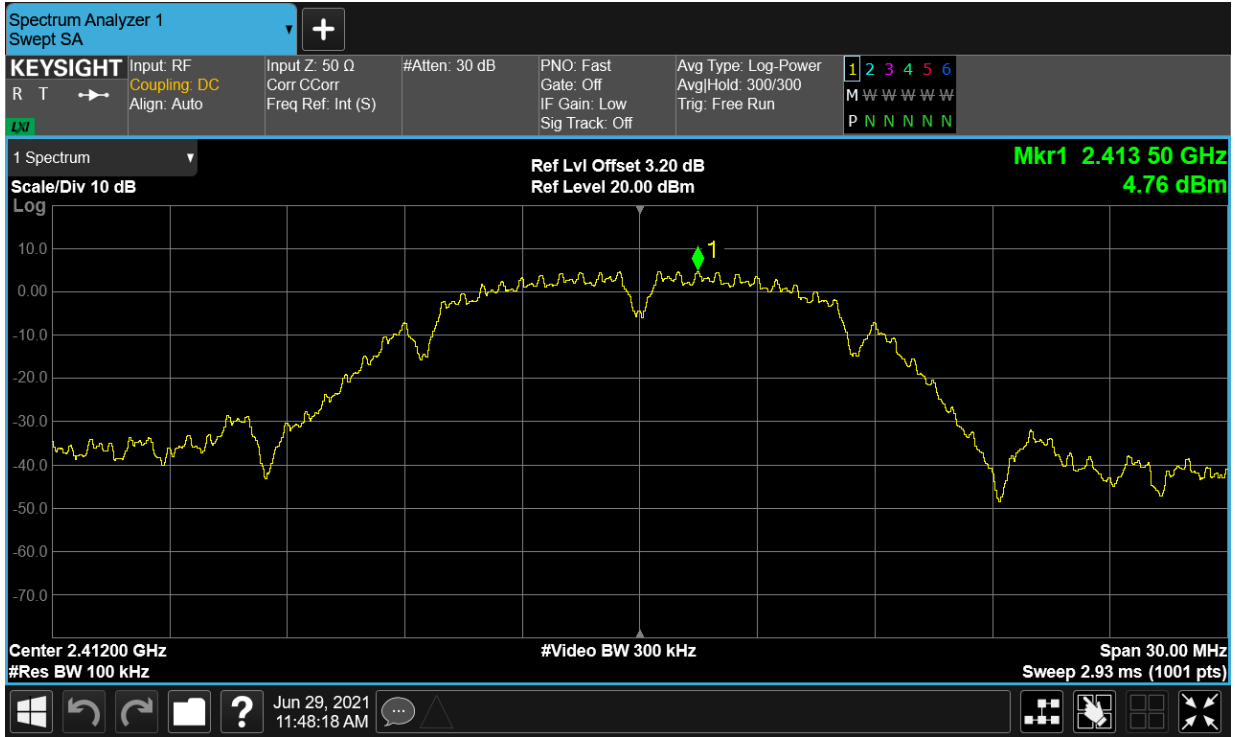 Spectrum Analyzer 1
Swept SA
+
KEYSIGHT
R T
LXI
Input: RF
Coupling: DC
Align: Auto
Input Z: 50 Ω
Corr CCorr
Freq Ref: Int (S)
#Atten: 30 dB
PNO: Fast
Gate: Off
IF Gain: Low
Sig Track: Off
Avg Type: Log-Power
Avg|Hold: 300/300
Trig: Free Run
1 2 3 4 5 6
M W W W W W
P N N N N N
1 Spectrum
Scale/Div 10 dB
Log
Ref Lvl Offset 3.20 dB
Ref Level 20.00 dBm
Mkr1 2.413 50 GHz
4.76 dBm
1
10.0
0.00
-10.0
-20.0
-30.0
-40.0
-50.0
-60.0
-70.0
Center 2.41200 GHz
#Res BW 100 kHz
#Video BW 300 kHz
Span 30.00 MHz
Sweep 2.93 ms (1001 pts)
?
Jun 29, 2021
11:48:18 AM